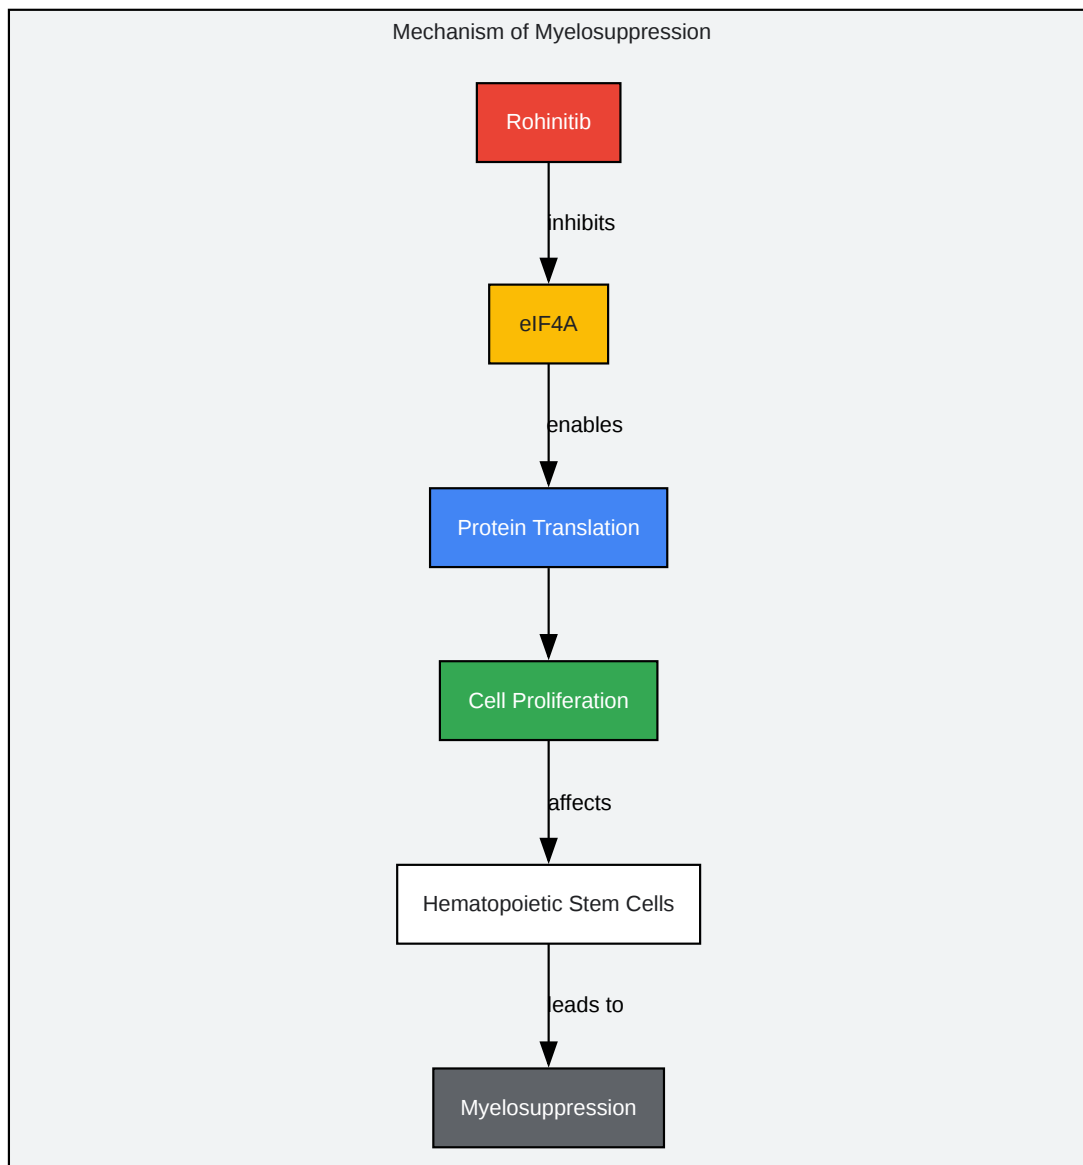 Mechanism of Myelosuppression
Rohinitib
inhibits
eIF4A
enables
Protein Translation
Cell Proliferation
affects
Hematopoietic Stem Cells
leads to
Myelosuppression